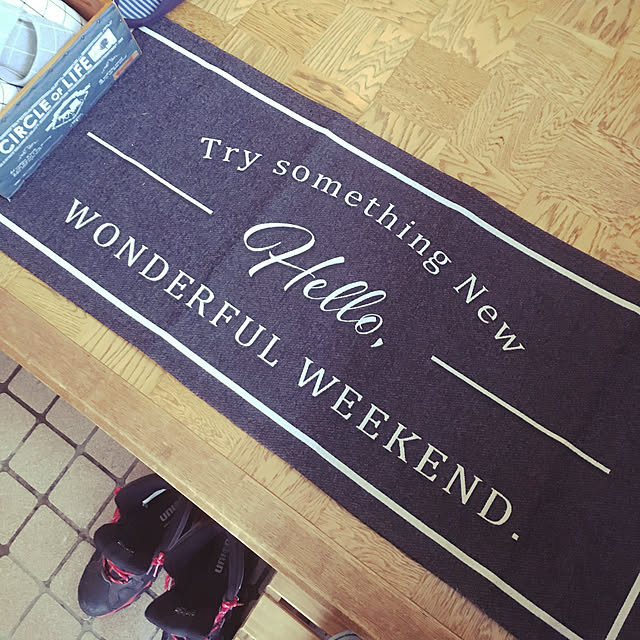 CIRCLE OF LIFE
Try something New
Hello,
WONDERFUL WEEKEND.